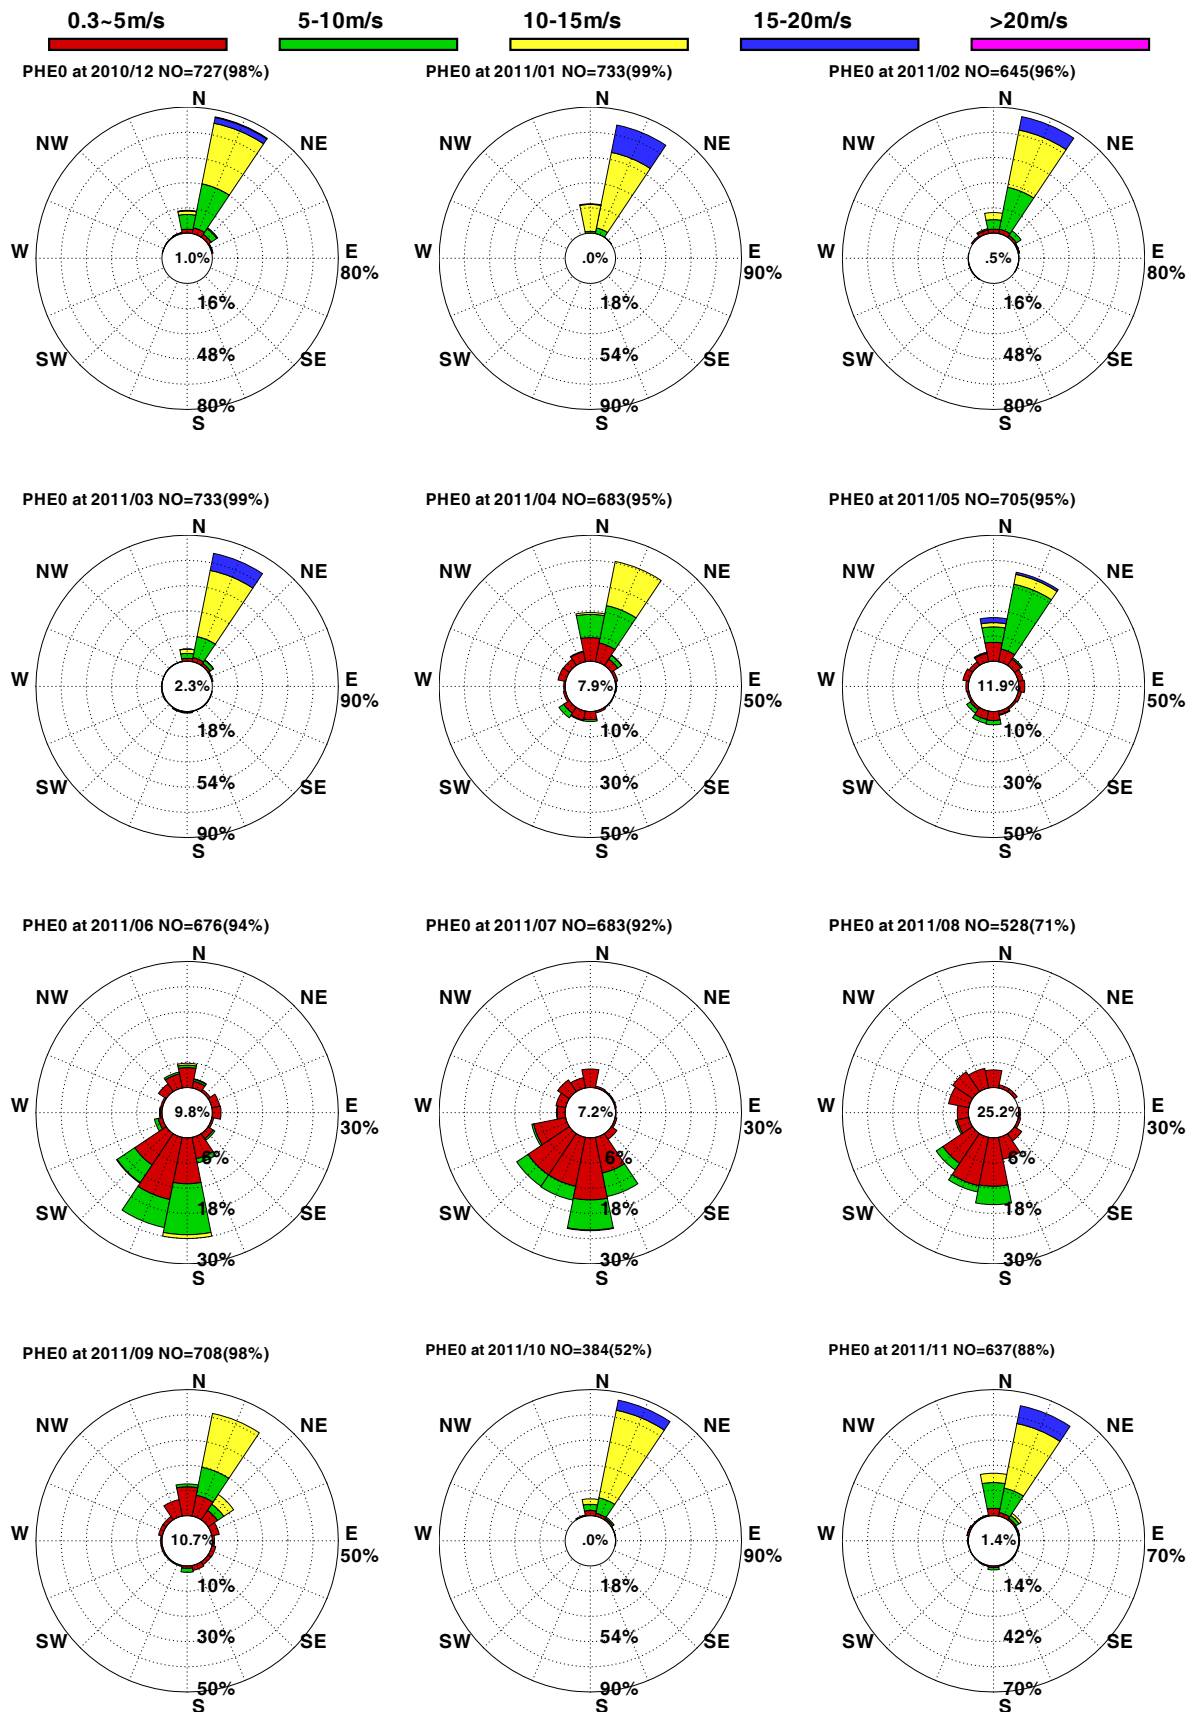 0.3~5m/s 5-10m/s 10-15m/s 15-20m/s >20m/s
PHE0 at 2010/12 NO=727(98%) PHE0 at 2011/01 NO=733(99%) PHE0 at 2011/02 NO=645(96%)
N N N
NW NE NW NE NW NE
W 1.0% E W .0% E W .5% E
80% 90% 80%
16% 18% 16%
SW 48% SE SW 54% SE SW 48% SE
80% 90% 80%
S S S
PHE0 at 2011/03 NO=733(99%) PHE0 at 2011/04 NO=683(95%) PHE0 at 2011/05 NO=705(95%)
N N N
NW NE NW NE NW NE
W 2.3% E W 7.9% E W 11.9% E
90% 50% 50%
18% 10% 10%
SW 54% SE SW 30% SE SW 30% SE
90% 50% 50%
S S S
PHE0 at 2011/06 NO=676(94%) PHE0 at 2011/07 NO=683(92%) PHE0 at 2011/08 NO=528(71%)
N N N
NW NE NW NE NW NE
W 9.8% E W 7.2% E W 25.2% E
30% 30% 30%
6% 6% 6%
SW 18% SE SW 18% SE SW 18% SE
30% 30% 30%
S S S
PHE0 at 2011/09 NO=708(98%) PHE0 at 2011/10 NO=384(52%) PHE0 at 2011/11 NO=637(88%)
N N N
NW NE NW NE NW NE
W 10.7% E W .0% E W 1.4% E
50% 90% 70%
10% 18% 14%
SW 30% SE SW 54% SE SW 42% SE
50% 90% 70%
S S S